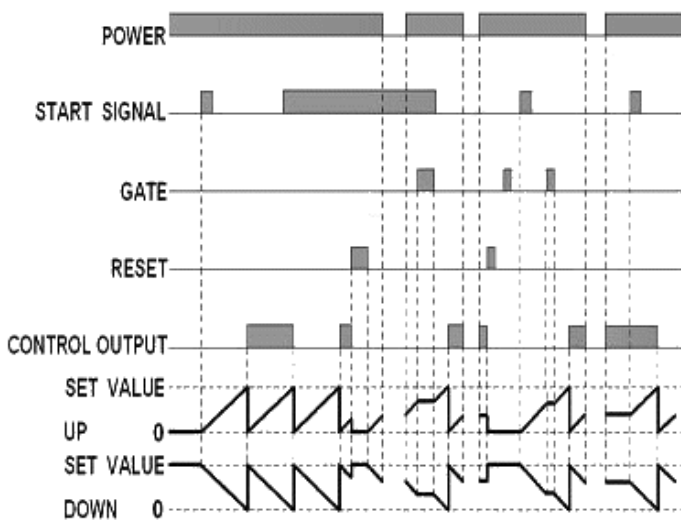 POWER
START SIGNAL
GATE
RESET
CONTROL OUTPUT
SET VALUE
UP 0
SET VALUE
DOWN 0